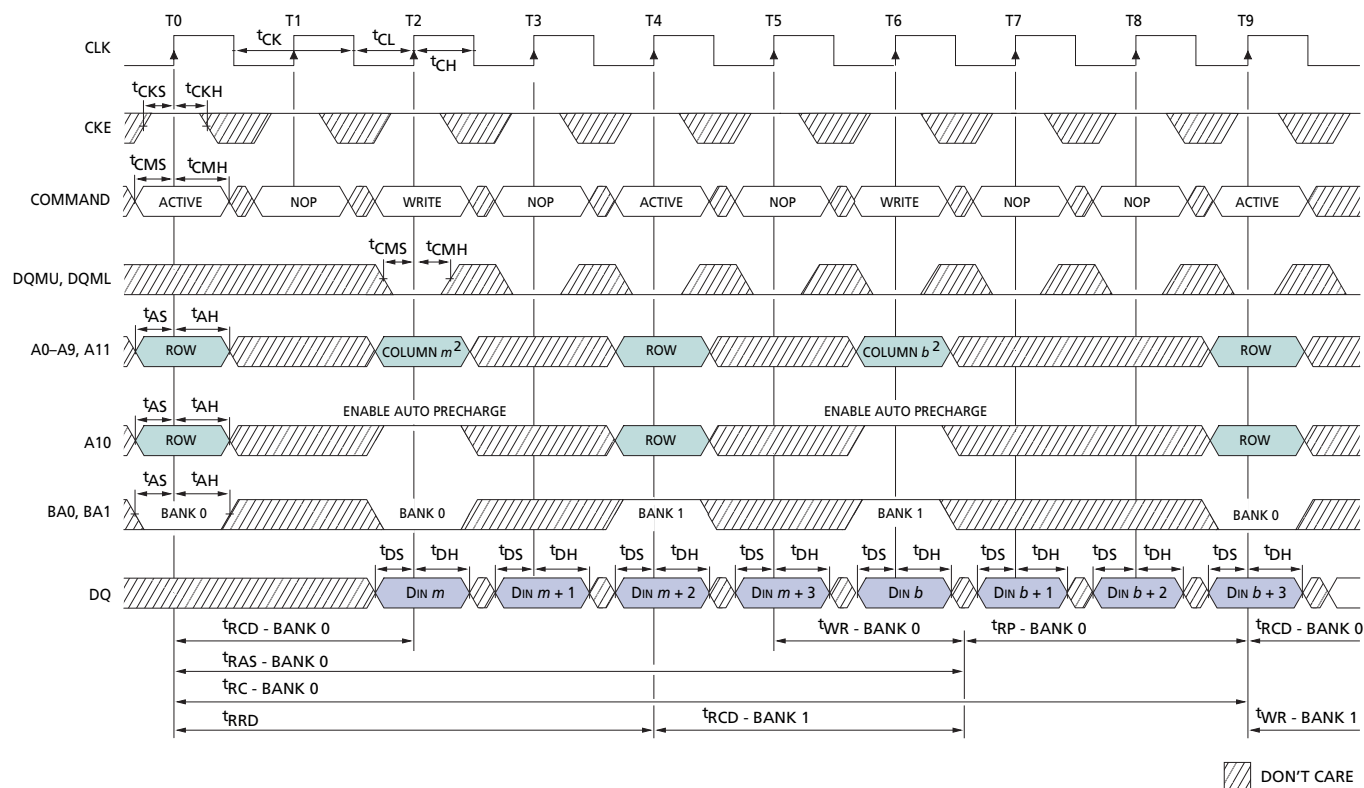 T0 T1 T2 T3 T4 T5 T6 T7 T8 T9
CLK
tCK tCL
tCH
tCKS tCKH
CKE
tCMS tCMH
COMMAND ACTIVE NOP WRITE NOP ACTIVE NOP WRITE NOP NOP ACTIVE
tCMS tCMH
DQMU, DQML
tAS tAH
A0–A9, A11 ROW COLUMN m2 ROW COLUMN b2 ROW
ENABLE AUTO PRECHARGE ENABLE AUTO PRECHARGE
tAS tAH
A10 ROW ROW ROW
tAS tAH
BA0, BA1 BANK 0 BANK 0 BANK 1 BANK 1 BANK 0
tDS tDH tDS tDH tDS tDH tDS tDH tDS tDH tDS tDH tDS tDH tDS tDH
DQ DIN m DIN m + 1 DIN m + 2 DIN m + 3 DIN b DIN b + 1 DIN b + 2 DIN b + 3
tRCD - BANK 0 tWR - BANK 0 tRP - BANK 0 tRCD - BANK 0
tRAS - BANK 0
tRC - BANK 0
tRRD tRCD - BANK 1 tWR - BANK 1
DON'T CARE